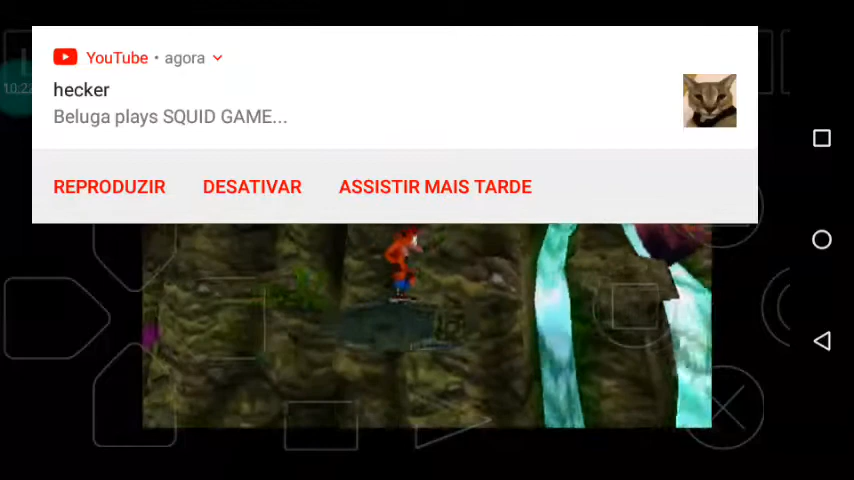 YouTube • agora
hecker
Beluga plays SQUID GAME...
REPRODUZIR DESATIVAR ASSISTIR MAIS TARDE